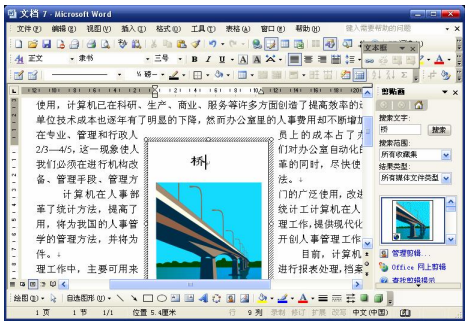 文档 7 - Microsoft Word
文件(F) 编辑(E) 视图(V) 插入(I) 格式(O) 工具(T) 表格(A) 窗口(W) 帮助(H) 键入需要帮助的问题
文本框
正文 隶书 三号 B I U A A
½ 磅
剪贴画
搜索文字:
桥 搜索
搜索范围:
所有收藏集
结果类型:
所有媒体文件类型
管理剪辑...
Office 网上剪辑
查找剪辑提示
使用,计算机已在科研、生产、商业、服务等许多方面创造了提高效率的途
单位技术成本也逐年有了明显的下降,然而办公室里的人事费用却不断增加
在专业、管理和行政人 员上的成本占了
2/3—4/5,这一现象使人 们对办公室自动化
我们必须在进行机构改 革的同时,尽快使
备、管理手段、管理方 法。
计算机在人事部 门的广泛使用,改
革了统计方法,提高了 统计工计算机在人
用,将为我国的人事管 理工作,提供现代化
学的管理方法,并将为 开创人事管理工作
件。 目前,计算机
理工作中,主要可用来 进行报表处理,档案
桥
绘图(D) 自选图形(U)
1 页 1 节 1/1 位置 5.4厘米 行 9 列 录制 修订 扩展 改写 中文(中国)